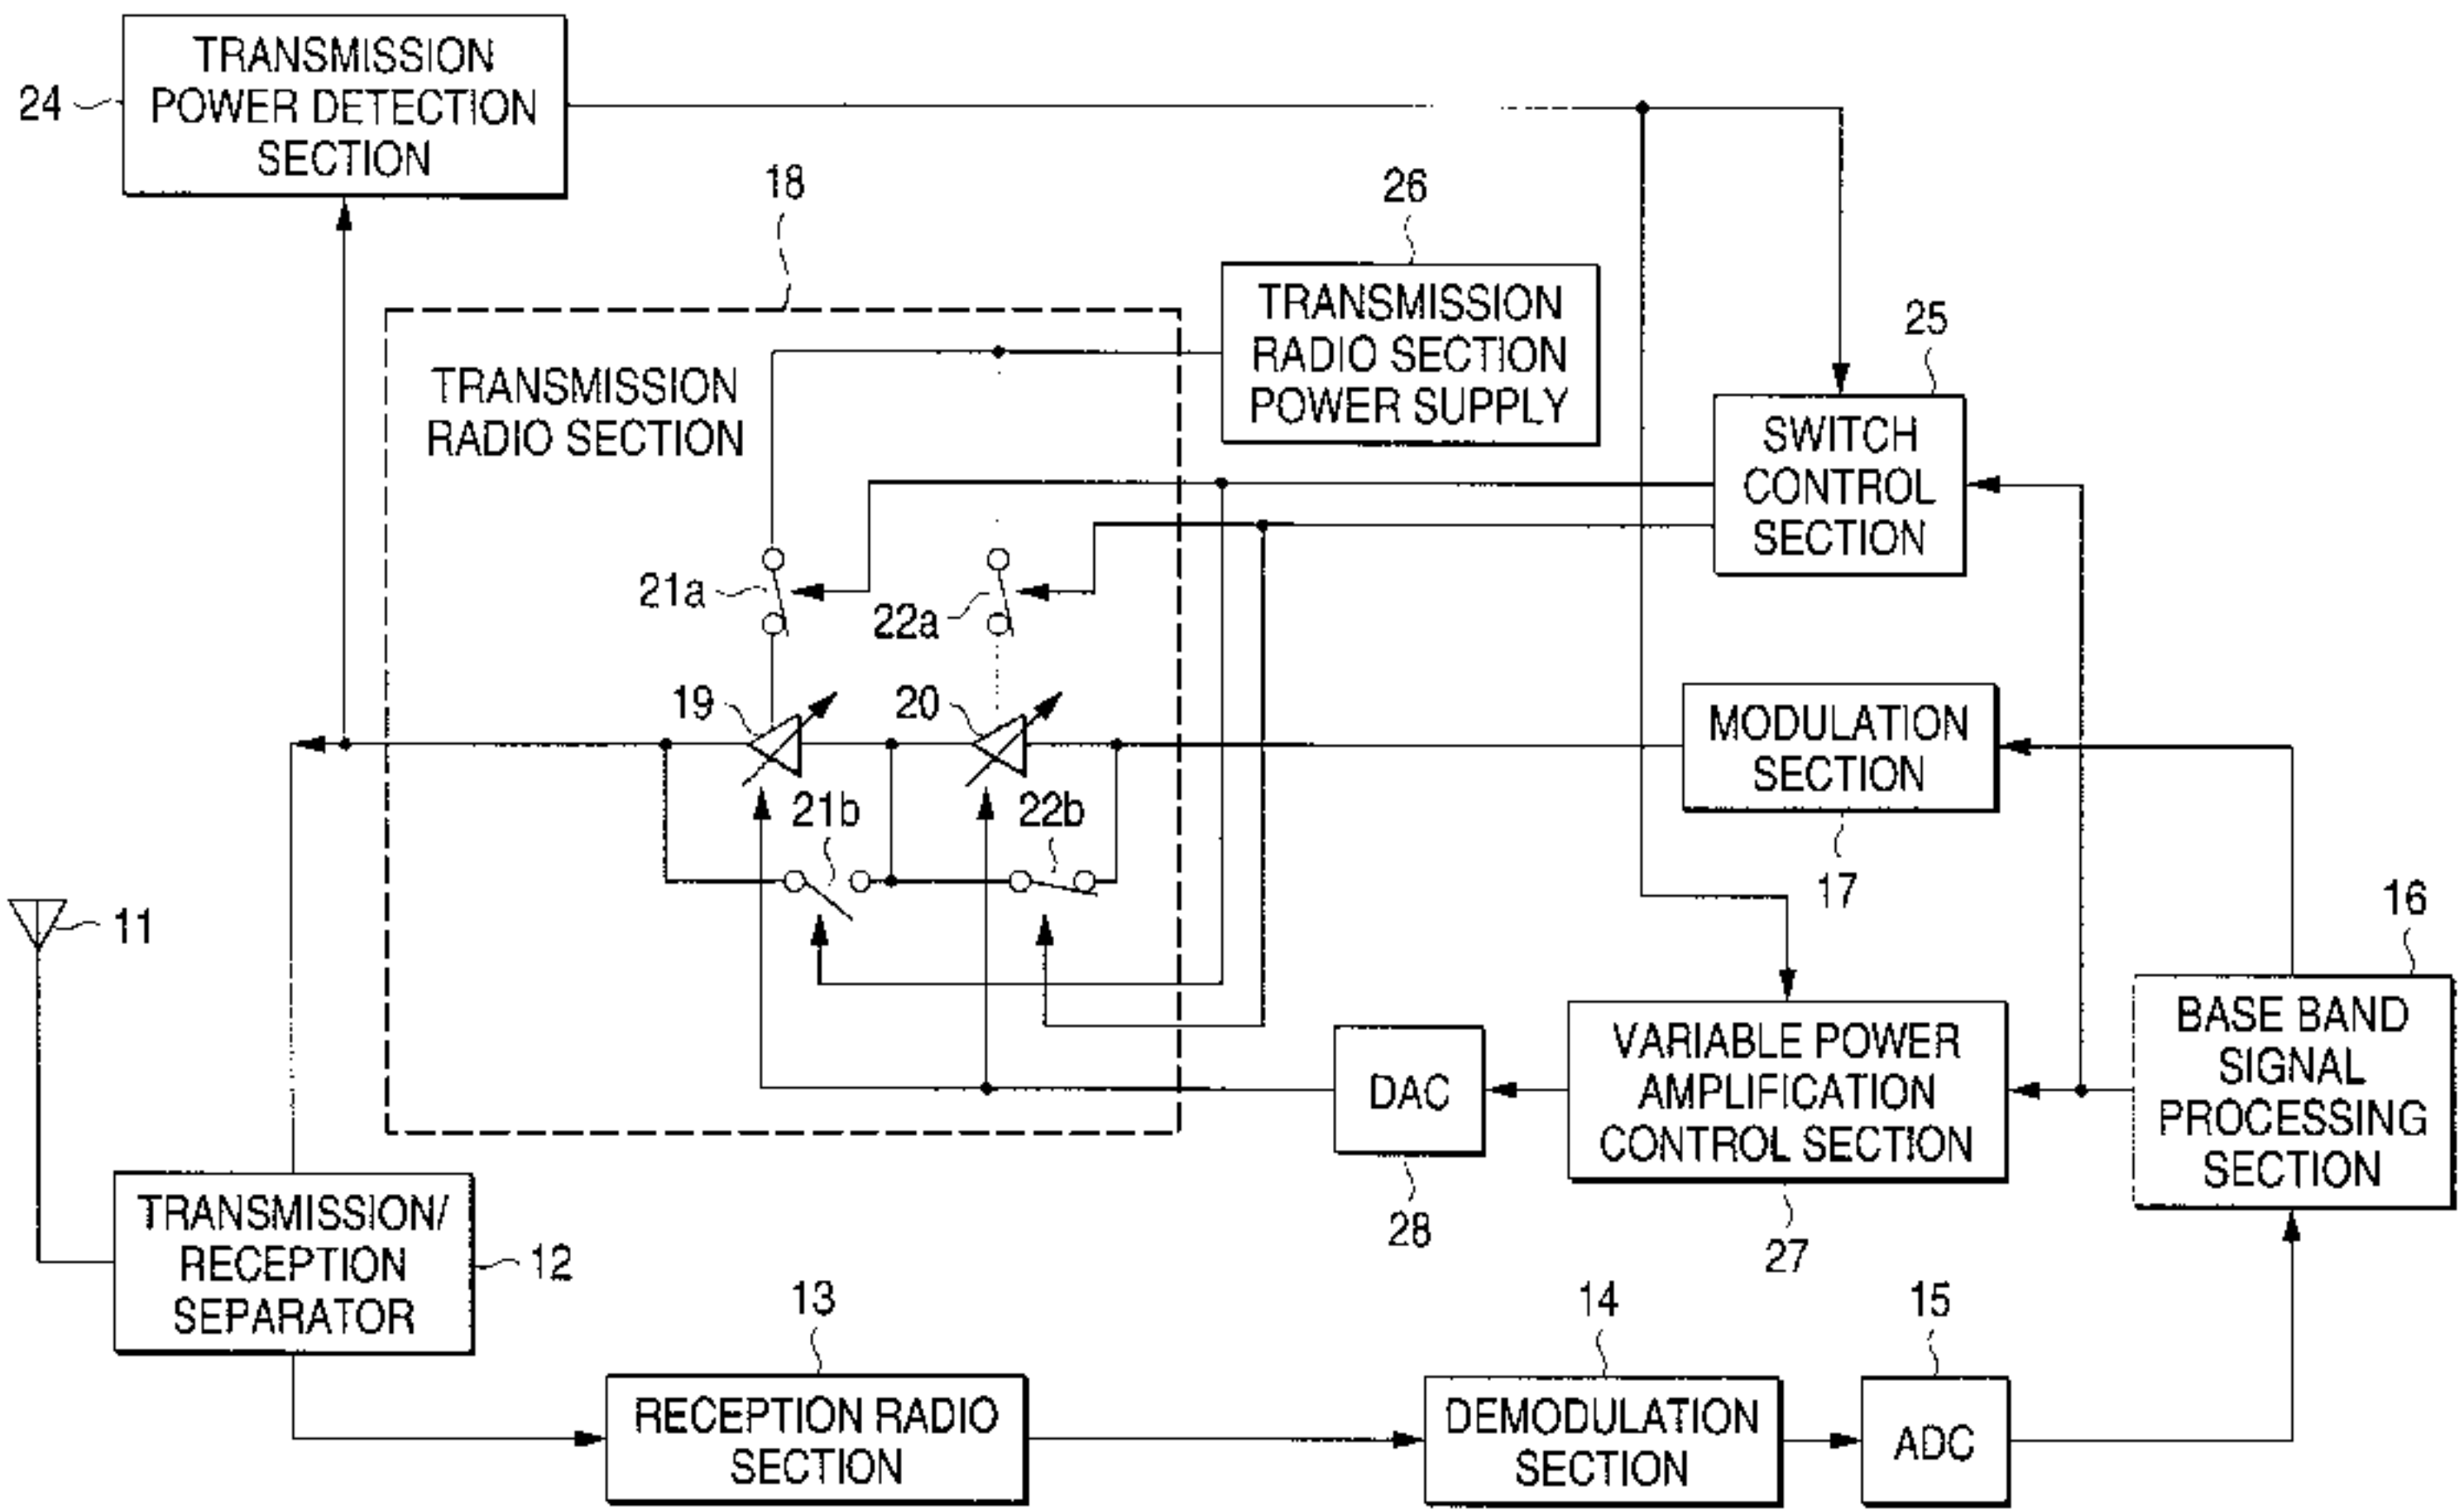 TRANSMISSION
POWER DETECTION
SECTION
24
18
26
TRANSMISSION
RADIO SECTION
POWER SUPPLY
25
TRANSMISSION
RADIO SECTION
SWITCH
CONTROL
SECTION
21a
22a
19
20
MODULATION
SECTION
17
21b
22b
11
16
BASE BAND
SIGNAL
PROCESSING
SECTION
VARIABLE POWER
AMPLIFICATION
CONTROL SECTION
27
DAC
28
TRANSMISSION/
RECEPTION
SEPARATOR
12
13
RECEPTION RADIO
SECTION
14
DEMODULATION
SECTION
15
ADC